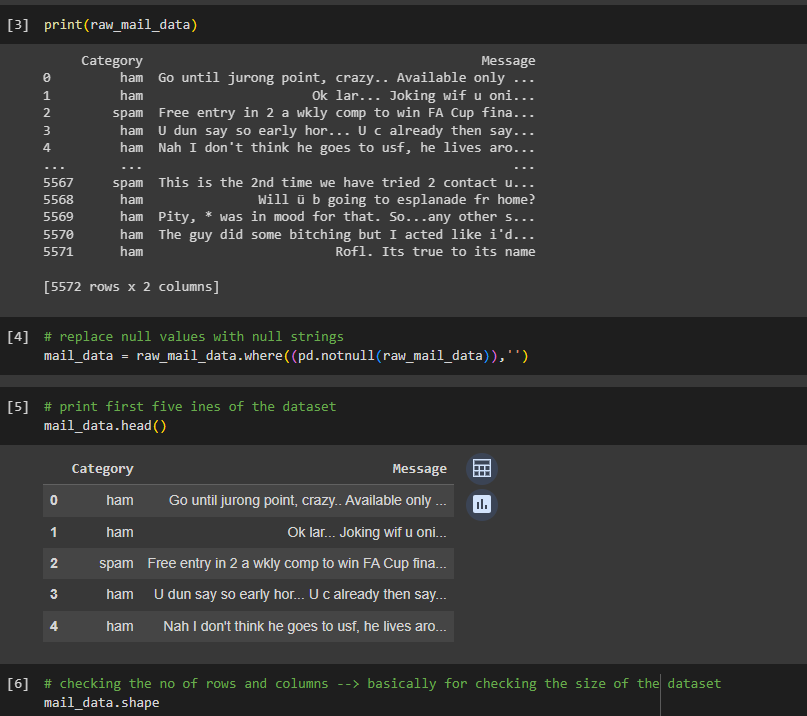 [3] print(raw_mail_data)
Category Message
0 ham Go until jurong point, crazy.. Available only ...
1 ham Ok lar... Joking wif u oni...
2 spam Free entry in 2 a wkly comp to win FA Cup fina...
3 ham U dun say so early hor... U c already then say...
4 ham Nah I don't think he goes to usf, he lives aro...
... ... ...
5567 spam This is the 2nd time we have tried 2 contact u...
5568 ham Will ü b going to esplanade fr home?
5569 ham Pity, * was in mood for that. So...any other s...
5570 ham The guy did some bitching but I acted like i'd...
5571 ham Rofl. Its true to its name
[5572 rows x 2 columns]
[4] # replace null values with null strings
mail_data = raw_mail_data.where((pd.notnull(raw_mail_data)),'')
[5] # print first five ines of the dataset
mail_data.head()
Category Message
0 ham Go until jurong point, crazy.. Available only ...
1 ham Ok lar... Joking wif u oni...
2 spam Free entry in 2 a wkly comp to win FA Cup fina...
3 ham U dun say so early hor... U c already then say...
4 ham Nah I don't think he goes to usf, he lives aro...
[6] # checking the no of rows and columns --> basically for checking the size of the dataset
mail_data.shape